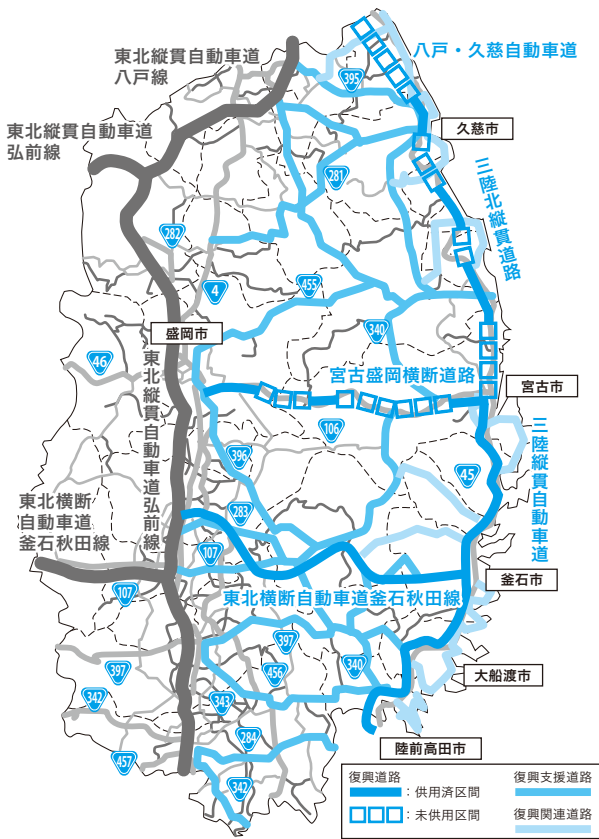 東北縦貫自動車道
八戸線
八戸・久慈自動車道
395
東北縦貫自動車道
弘前線
久慈市
281
三陸北縦貫道路
282
4
455
盛岡市
340
46
東北縦貫自動車道弘前線
宮古盛岡横断道路
宮古市
106
396
三陸縦貫自動車道
45
東北横断
自動車道
釜石秋田線
283
107
釜石市
107
東北横断自動車道釜石秋田線
397
397
456
340
大船渡市
342
343
284
陸前高田市
457
342
復興道路
:供用済区間
:未供用区間
復興支援道路
復興関連道路